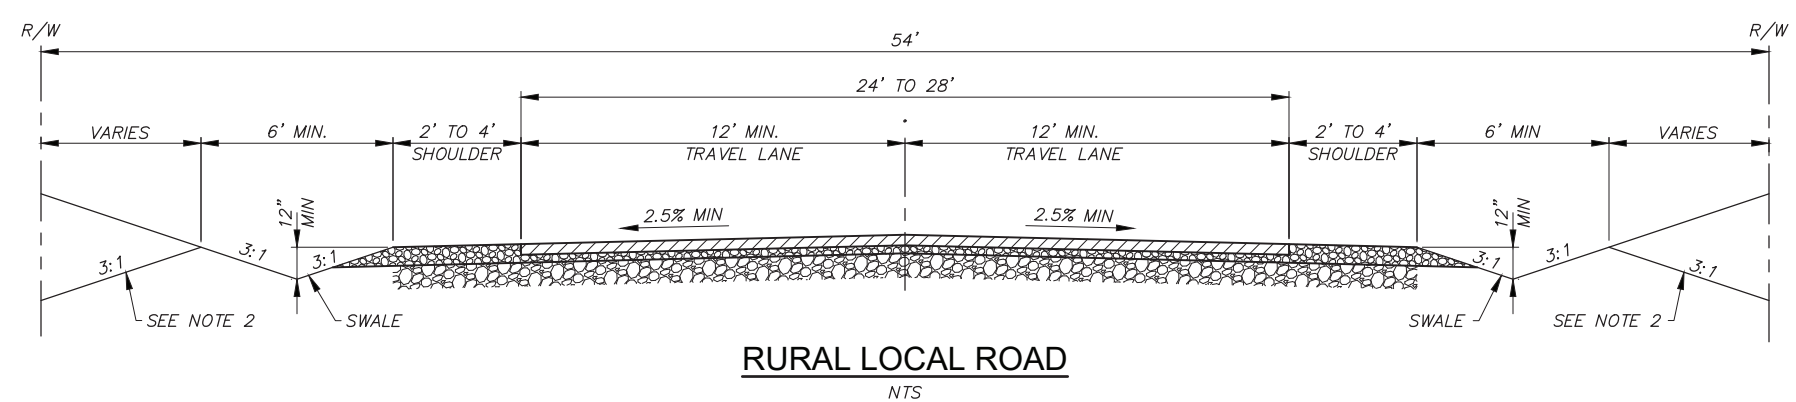 R/W
R/W
54'
24' TO 28'
VARIES
6' MIN.
2' TO 4'
SHOULDER
12' MIN.
TRAVEL LANE
12' MIN.
TRAVEL LANE
2' TO 4'
SHOULDER
6' MIN
VARIES
12"
MIN
2.5% MIN
2.5% MIN
12"
MIN
3:1
3:1
3:1
3:1
3:1
3:1
SEE NOTE 2
SWALE
SWALE
SEE NOTE 2
RURAL LOCAL ROAD
NTS